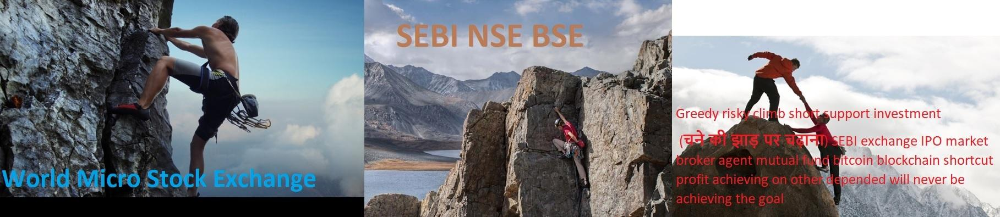 World Micro Stock Exchange
SEBI NSE BSE
Greedy risky climb short support investment
(चने की झाड़ पर चढ़ाना) SEBI exchange IPO market
broker agent mutual fund bitcoin blockchain shortcut
profit achieving on other depended will never be
achieving the goal